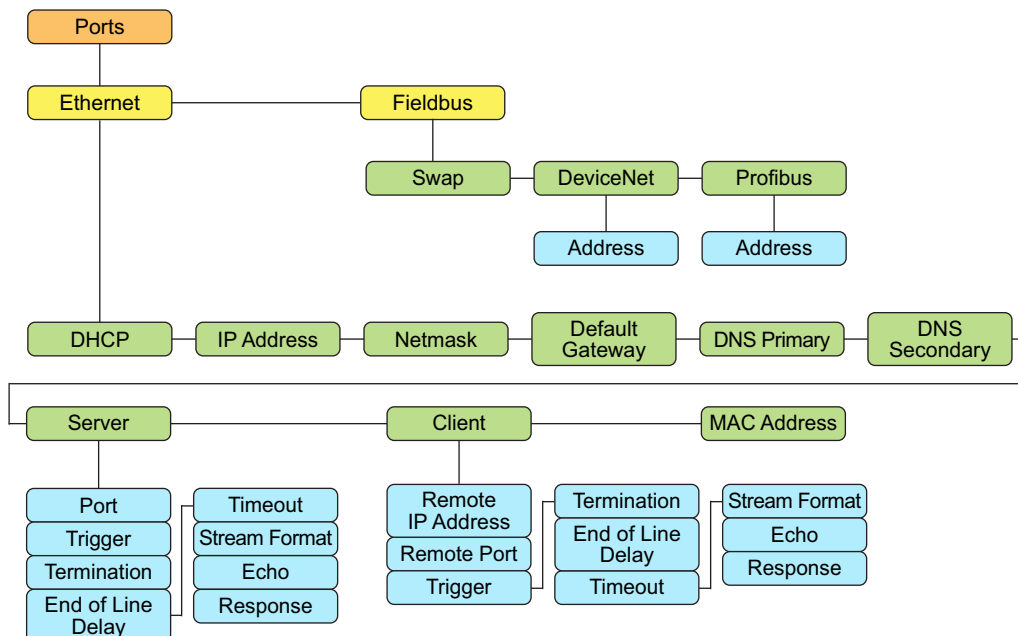 Ports
Ethernet
Fieldbus
Swap
DeviceNet
Profibus
Address
Address
DHCP
IP Address
Netmask
Default
Gateway
DNS Primary
DNS
Secondary
Server
Client
MAC Address
Port
Trigger
Termination
End of Line
Delay
Timeout
Stream Format
Echo
Response
Remote
IP Address
Remote Port
Trigger
Termination
End of Line
Delay
Timeout
Stream Format
Echo
Response